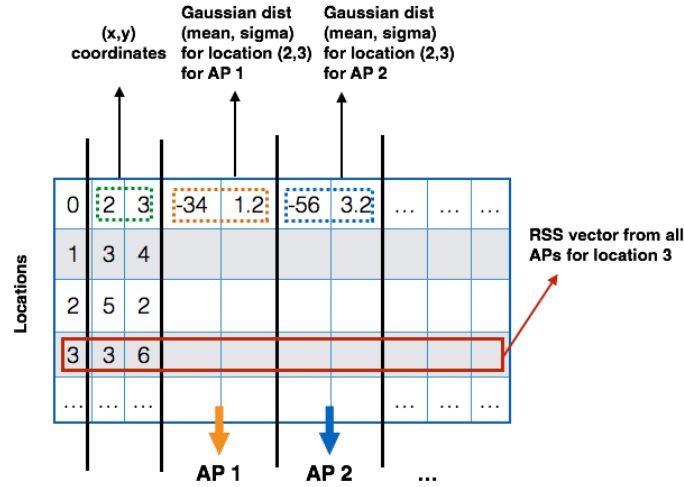 (x,y)
coordinates
Gaussian dist
(mean, sigma)
for location (2,3)
for AP 1
Gaussian dist
(mean, sigma)
for location (2,3)
for AP 2
Locations
0 2 3 -34 1.2 -56 3.2 ... ... ...
1 3 4
2 5 2
3 3 6
... ... ...
RSS vector from all
APs for location 3
AP 1 AP 2 ...